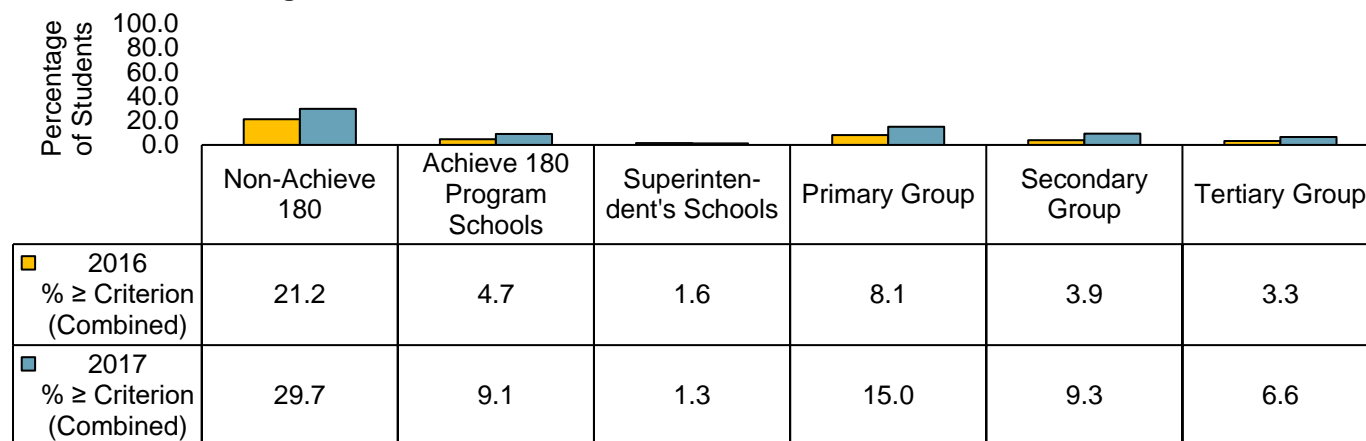 Percentage
of Students
100.0
80.0
60.0
40.0
20.0
0.0
Non-Achieve
180
Achieve 180
Program
Schools
Superinten-
dent's Schools
Primary Group
Secondary
Group
Tertiary Group
2016
% ≥ Criterion
(Combined)
21.2
4.7
1.6
8.1
3.9
3.3
2017
% ≥ Criterion
(Combined)
29.7
9.1
1.3
15.0
9.3
6.6